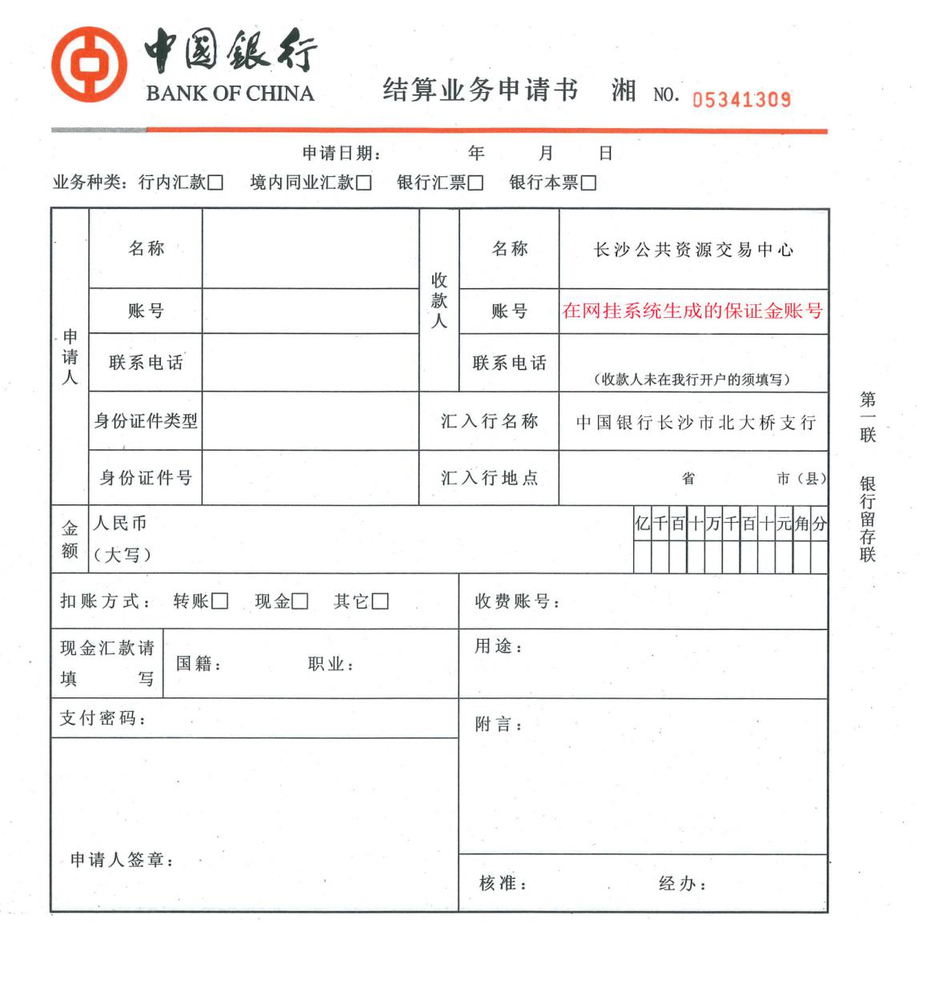 中国銀行
BANK OF CHINA
结算业务申请书 湘 NO. 05341309
申请日期： 年 月 日
业务种类：行内汇款□ 境内同业汇款□ 银行汇票□ 银行本票□
申请人
名称
收款人
名称
长沙公共资源交易中心
账号
账号
在网挂系统生成的保证金账号
联系电话
联系电话
（收款人未在我行开户的须填写）
身份证件类型
汇入行名称
中国银行长沙市北大桥支行
身份证件号
汇入行地点
省 市（县）
金额
人民币
（大写）
亿千百十万千百十元角分
扣账方式： 转账□ 现金□ 其它□
收费账号：
现金汇款请
填 写
国籍： 职业：
用途：
支付密码：
附言：
申请人签章：
核准： 经办：
第一联 银行留存联